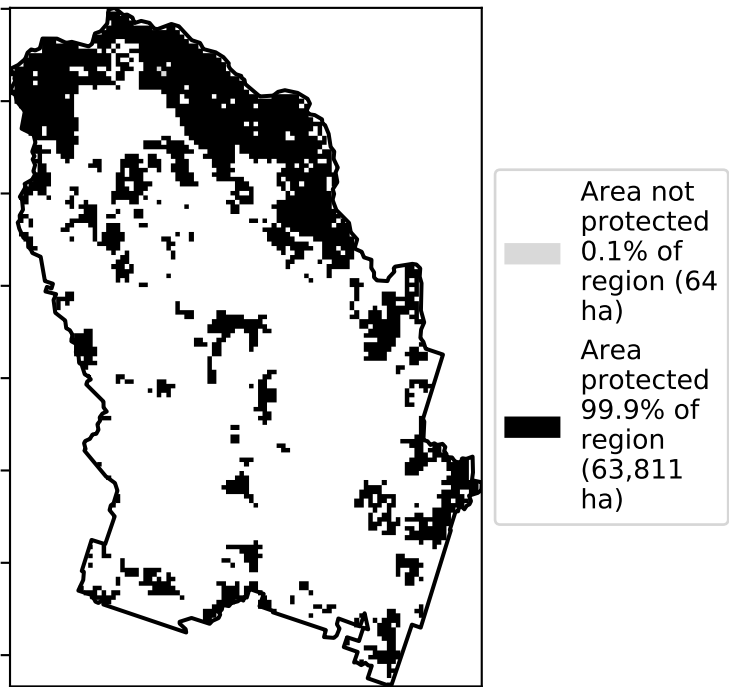 Area not
protected
0.1% of
region (64
ha)
Area
protected
99.9% of
region
(63,811
ha)